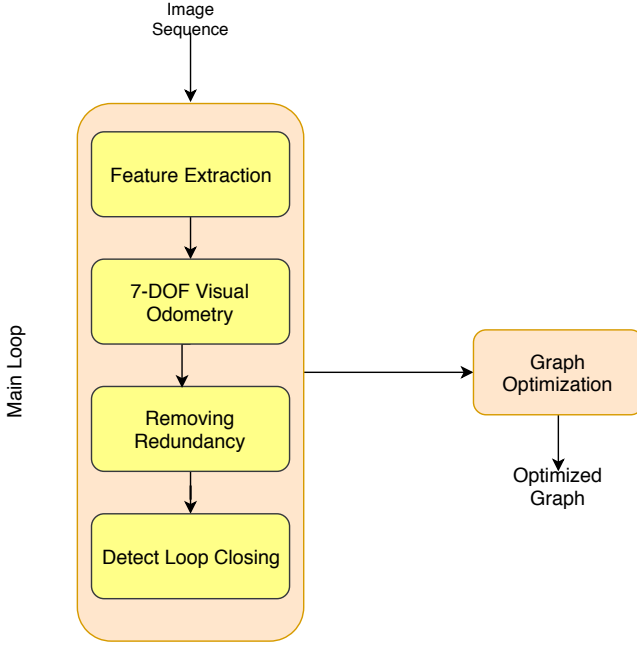 Image
Sequence
Feature Extraction
7-DOF Visual
Odometry
Removing
Redundancy
Detect Loop Closing
Main Loop
Graph
Optimization
Optimized
Graph